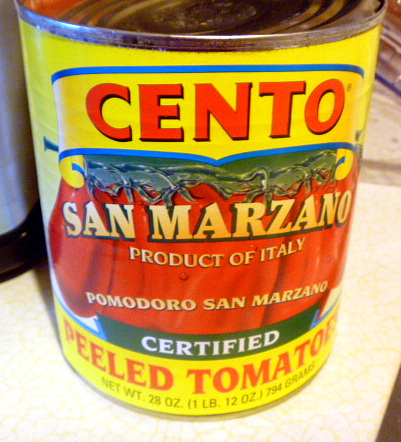 CENTO
SAN MARZANO
PRODUCT OF ITALY
POMODORO SAN MARZANO
CERTIFIED
PEELED TOMATOES
NET WT. 28 OZ. (1 LB. 12 OZ.) 794 GRAMS